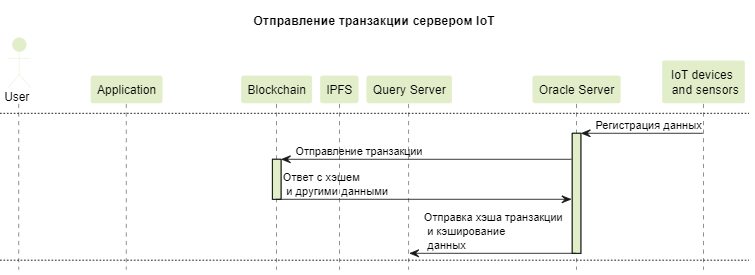 Отправление транзакции сервером IoT
User
Application
Blockchain
IPFS
Query Server
Oracle Server
IoT devices
and sensors
Регистрация данных
Отправление транзакции
Ответ с хэшем
и другими данными
Отправка хэша транзакции
и кэширование
данных